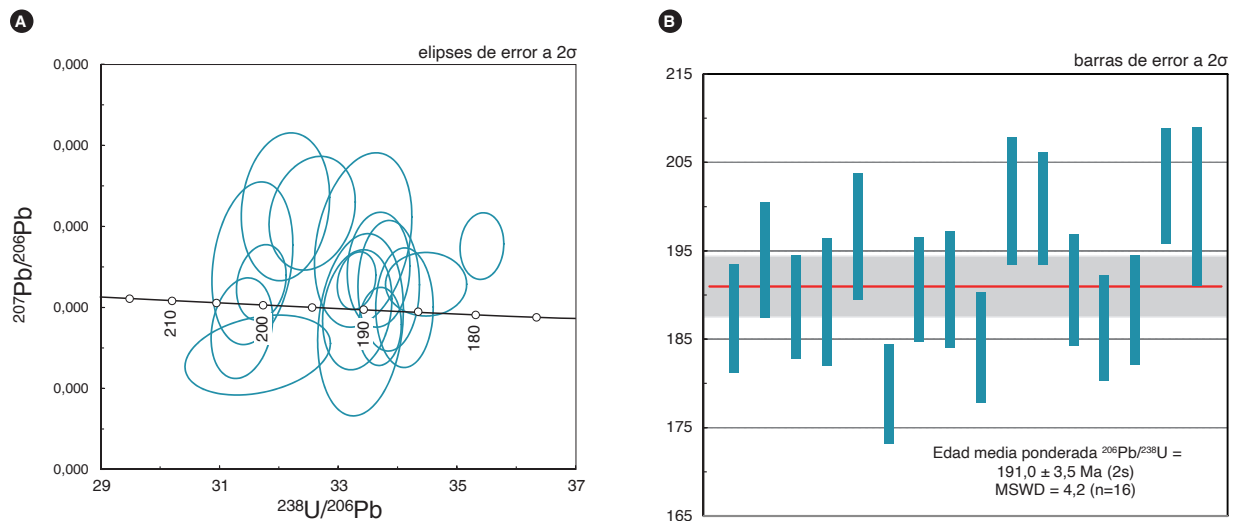 A
elipses de error a 2σ
0,000
0,000
0,000
0,000
0,000
0,000
207Pb/206Pb
210
200
190
180
29
31
33
35
37
238U/206Pb
B
barras de error a 2σ
215
205
195
185
175
165
Edad media ponderada 206Pb/238U =
191,0 ± 3,5 Ma (2s)
MSWD = 4,2 (n=16)